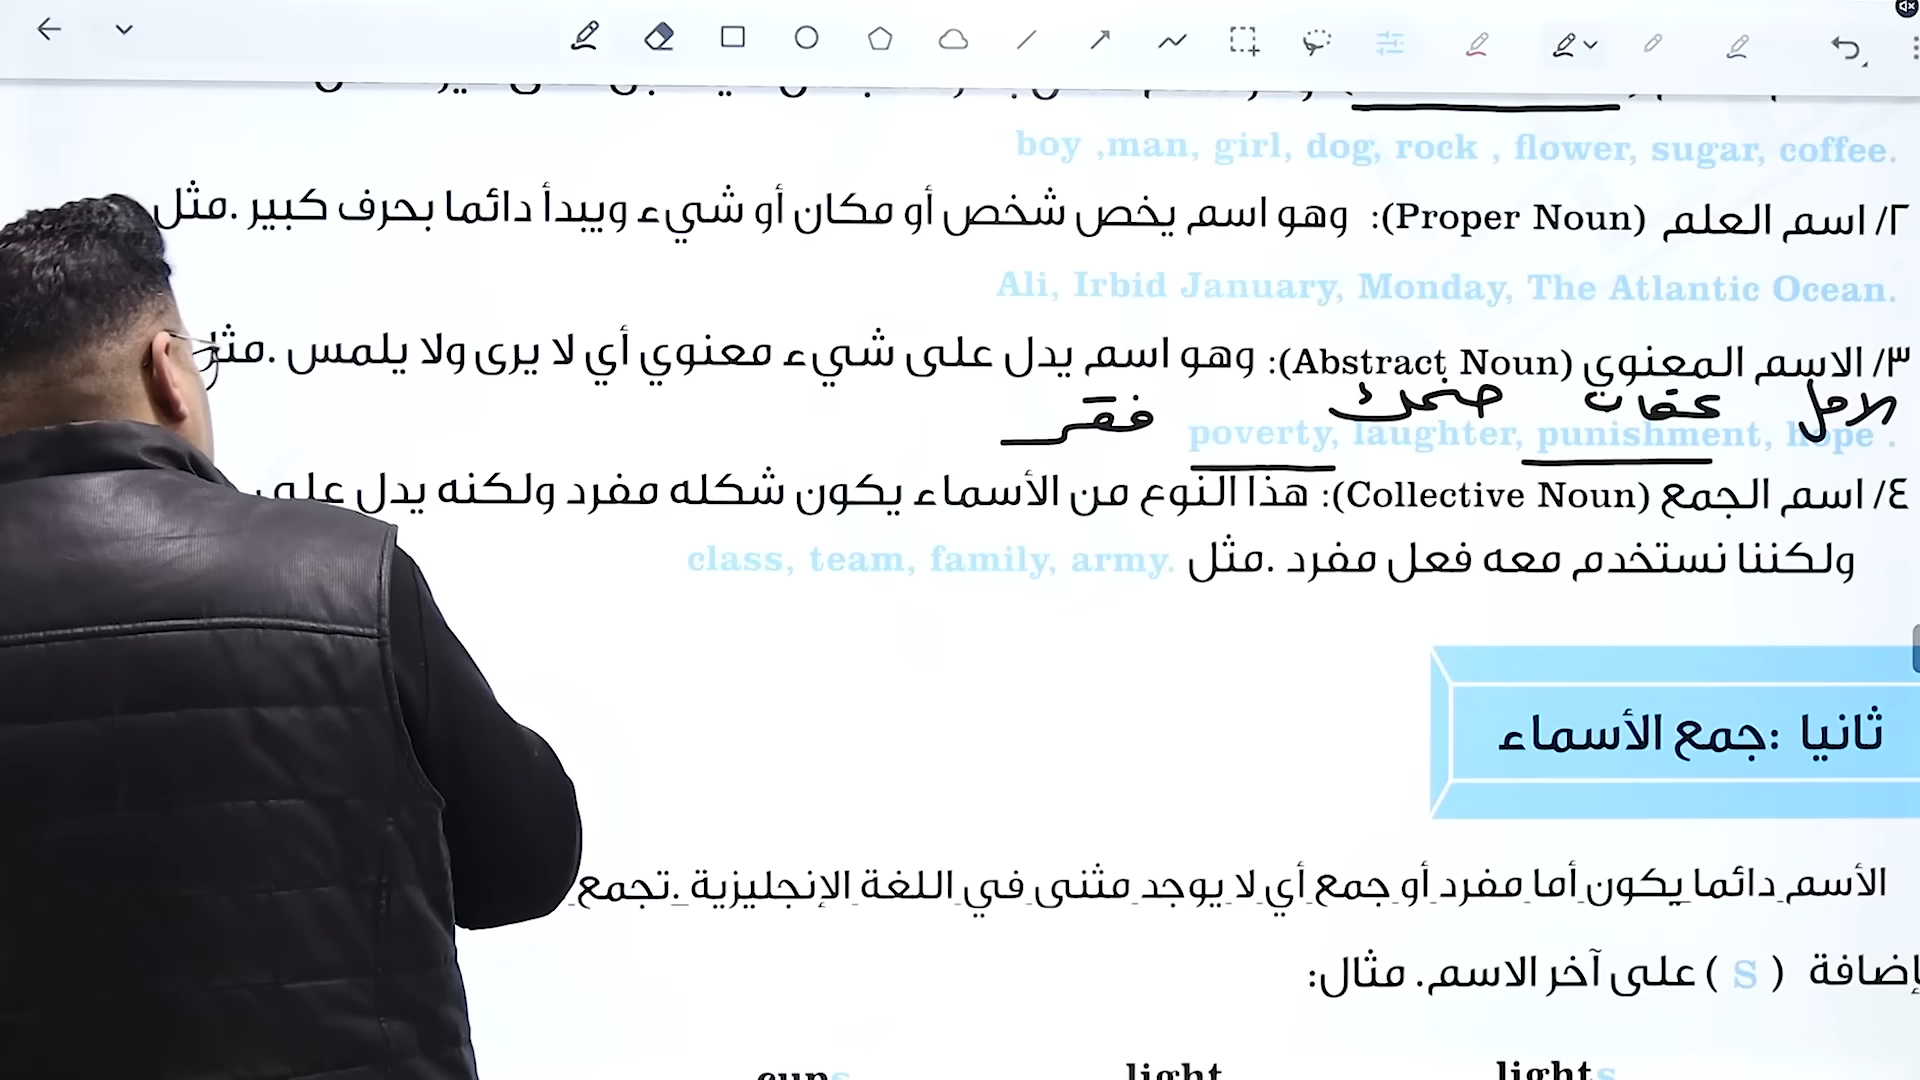 boy ,man, girl, dog, rock , flower, sugar, coffee.
٢/ اسم العلم (Proper Noun): وهو اسم يخص شخص أو مكان أو شيء ويبدأ دائما بحرف كبير .مثل
Ali, Irbid January, Monday, The Atlantic Ocean.
٣/ الاسم المعنوي (Abstract Noun): وهو اسم يدل على شيء معنوي أي لا يرى ولا يلمس .مثل
الامل عقاب ضحك فقر
poverty, laughter, punishment, hope .
٤/ اسم الجمع (Collective Noun): هذا النوع من الأسماء يكون شكله مفرد ولكنه يدل على
ولكننا نستخدم معه فعل مفرد .مثل class, team, family, army.
ثانيا :جمع الأسماء
الأسم دائما يكون أما مفرد أو جمع أي لا يوجد مثنى في اللغة الإنجليزية .تجمع
إضافة ( S ) على آخر الاسم. مثال:
cups light lights